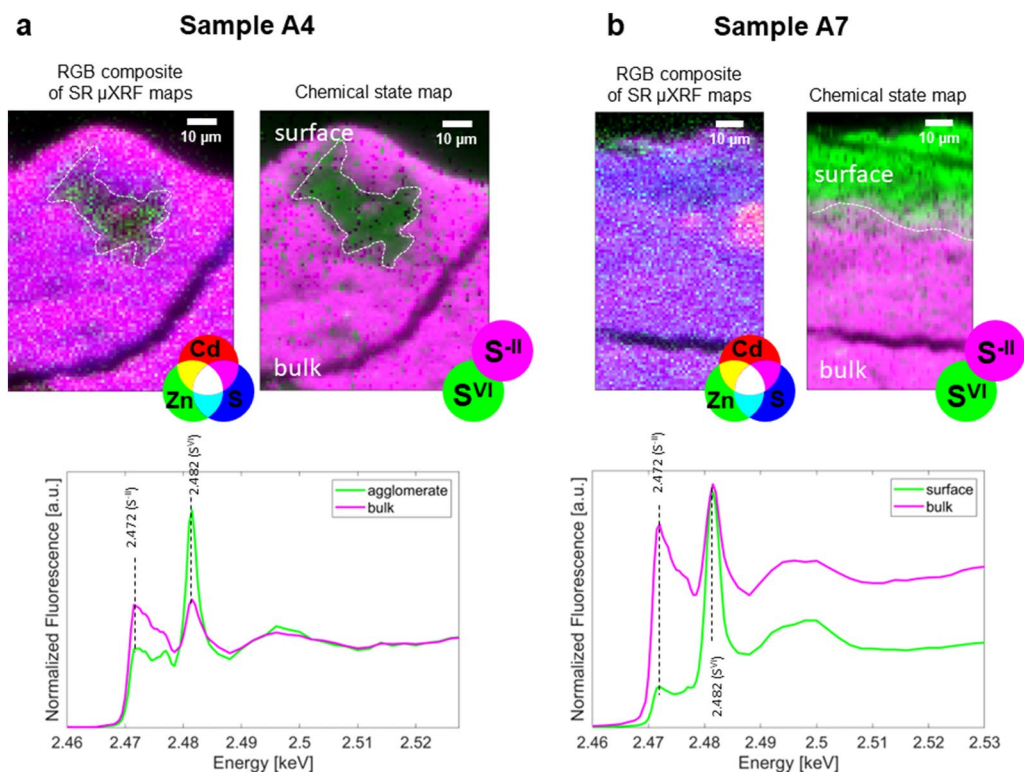 a
Sample A4
RGB composite
of SR µXRF maps
Chemical state map
10 µm
surface
10 µm
bulk
Cd
Zn
S
S⁻ᴵᴵ
Sⱽᴵ
b
Sample A7
RGB composite
of SR µXRF maps
Chemical state map
10 µm
10 µm
surface
bulk
Cd
Zn
S
S⁻ᴵᴵ
Sⱽᴵ
Normalized Fluorescence [a.u.]
2.472 (S⁻ᴵᴵ)
2.482 (Sⱽᴵ)
agglomerate
bulk
2.46
2.47
2.48
2.49
2.5
2.51
2.52
Energy [keV]
Normalized Fluorescence [a.u.]
2.472 (S⁻ᴵᴵ)
2.482 (Sⱽᴵ)
surface
bulk
2.46
2.47
2.48
2.49
2.5
2.51
2.52
2.53
Energy [keV]